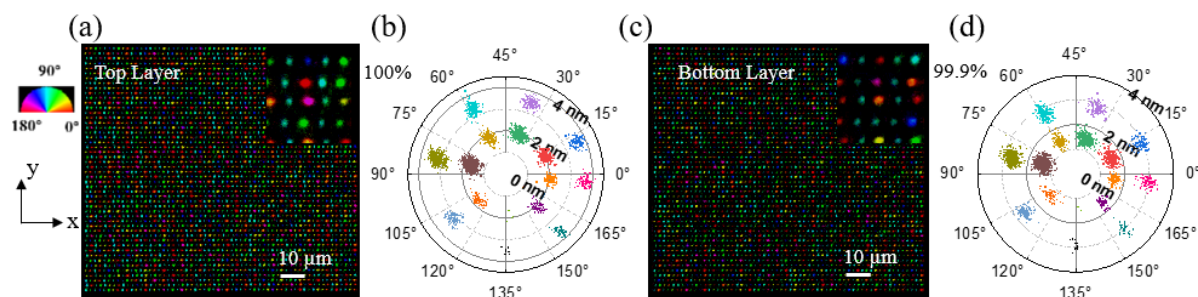 (a)
(b)
(c)
(d)
90°
180° 0°
y
x
Top Layer
10 µm
100%
45°
60° 30°
75° 15°
4 nm
2 nm
0 nm
90° 0°
105° 165°
120° 150°
135°
Bottom Layer
10 µm
99.9%
45°
60° 30°
75° 15°
4 nm
2 nm
0 nm
90° 0°
105° 165°
120° 150°
135°